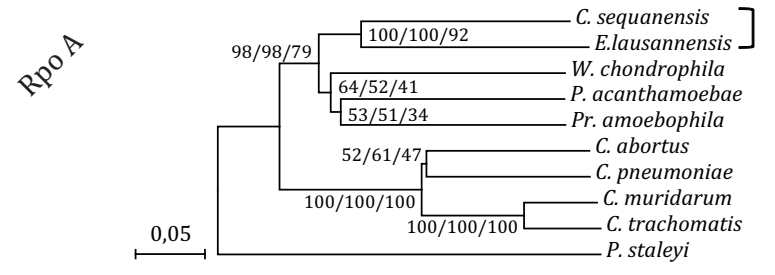 Rpo A
C. sequanensis
100/100/92
E.lausannensis
98/98/79
W. chondrophila
64/52/41
P. acanthamoebae
53/51/34
Pr. amoebophila
C. abortus
52/61/47
C. pneumoniae
100/100/100
C. muridarum
100/100/100
C. trachomatis
0,05
P. staleyi